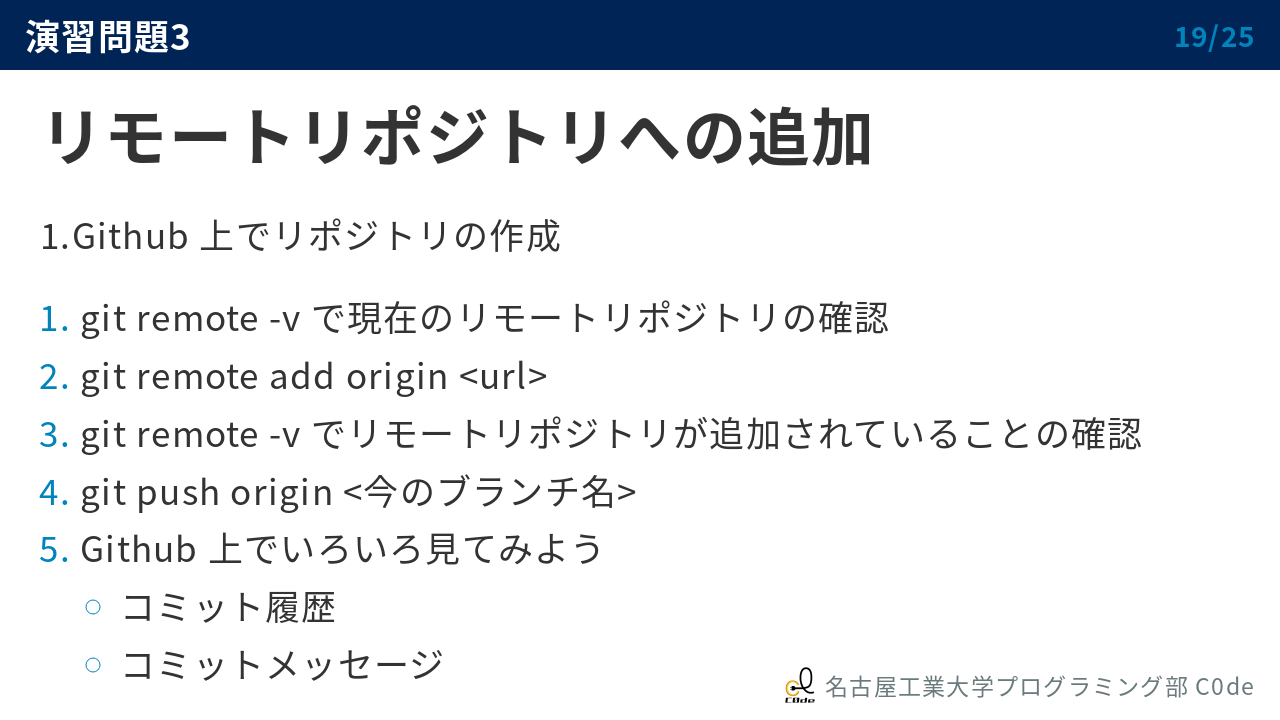 演習問題3
19/25
リモートリポジトリへの追加
1.Github 上でリポジトリの作成
1. git remote -v で現在のリモートリポジトリの確認
2. git remote add origin <url>
3. git remote -v でリモートリポジトリが追加されていることの確認
4. git push origin <今のブランチ名>
5. Github 上でいろいろ見てみよう
○ コミット履歴
○ コミットメッセージ
C0de
名古屋工業大学プログラミング部 C0de